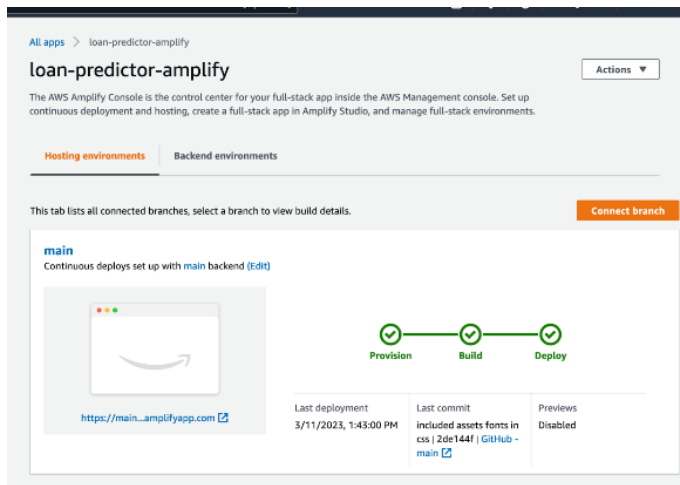 All apps > loan-predictor-amplify
loan-predictor-amplify
Actions ▼
The AWS Amplify Console is the control center for your full-stack app inside the AWS Management console. Set up
continuous deployment and hosting, create a full-stack app in Amplify Studio, and manage full-stack environments.
Hosting environments
Backend environments
This tab lists all connected branches, select a branch to view build details.
Connect branch
main
Continuous deploys set up with main backend (Edit)
Provision
Build
Deploy
https://main...amplifyapp.com
Last deployment
3/11/2023, 1:43:00 PM
Last commit
included assets fonts in
css | 2de144f | GitHub -
main
Previews
Disabled